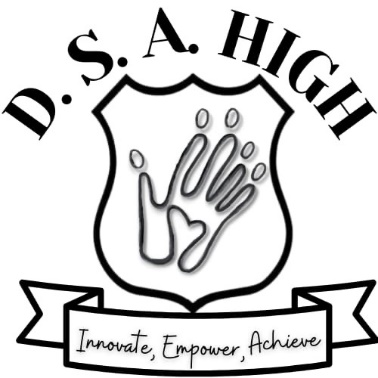 D. S. A. HIGH
Innovate, Empower, Achieve